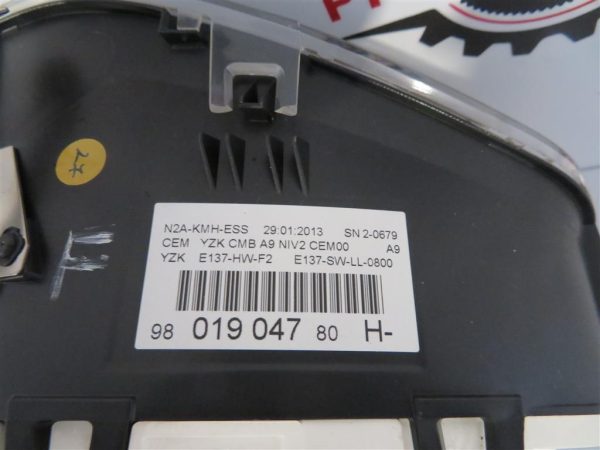 27
N2A-KMH-ESS 29:01:2013 SN 2-0679
CEM YZK CMB A9 NIV2 CEM00 A9
YZK E137-HW-F2 E137-SW-LL-0800
98 019 047 80 H-